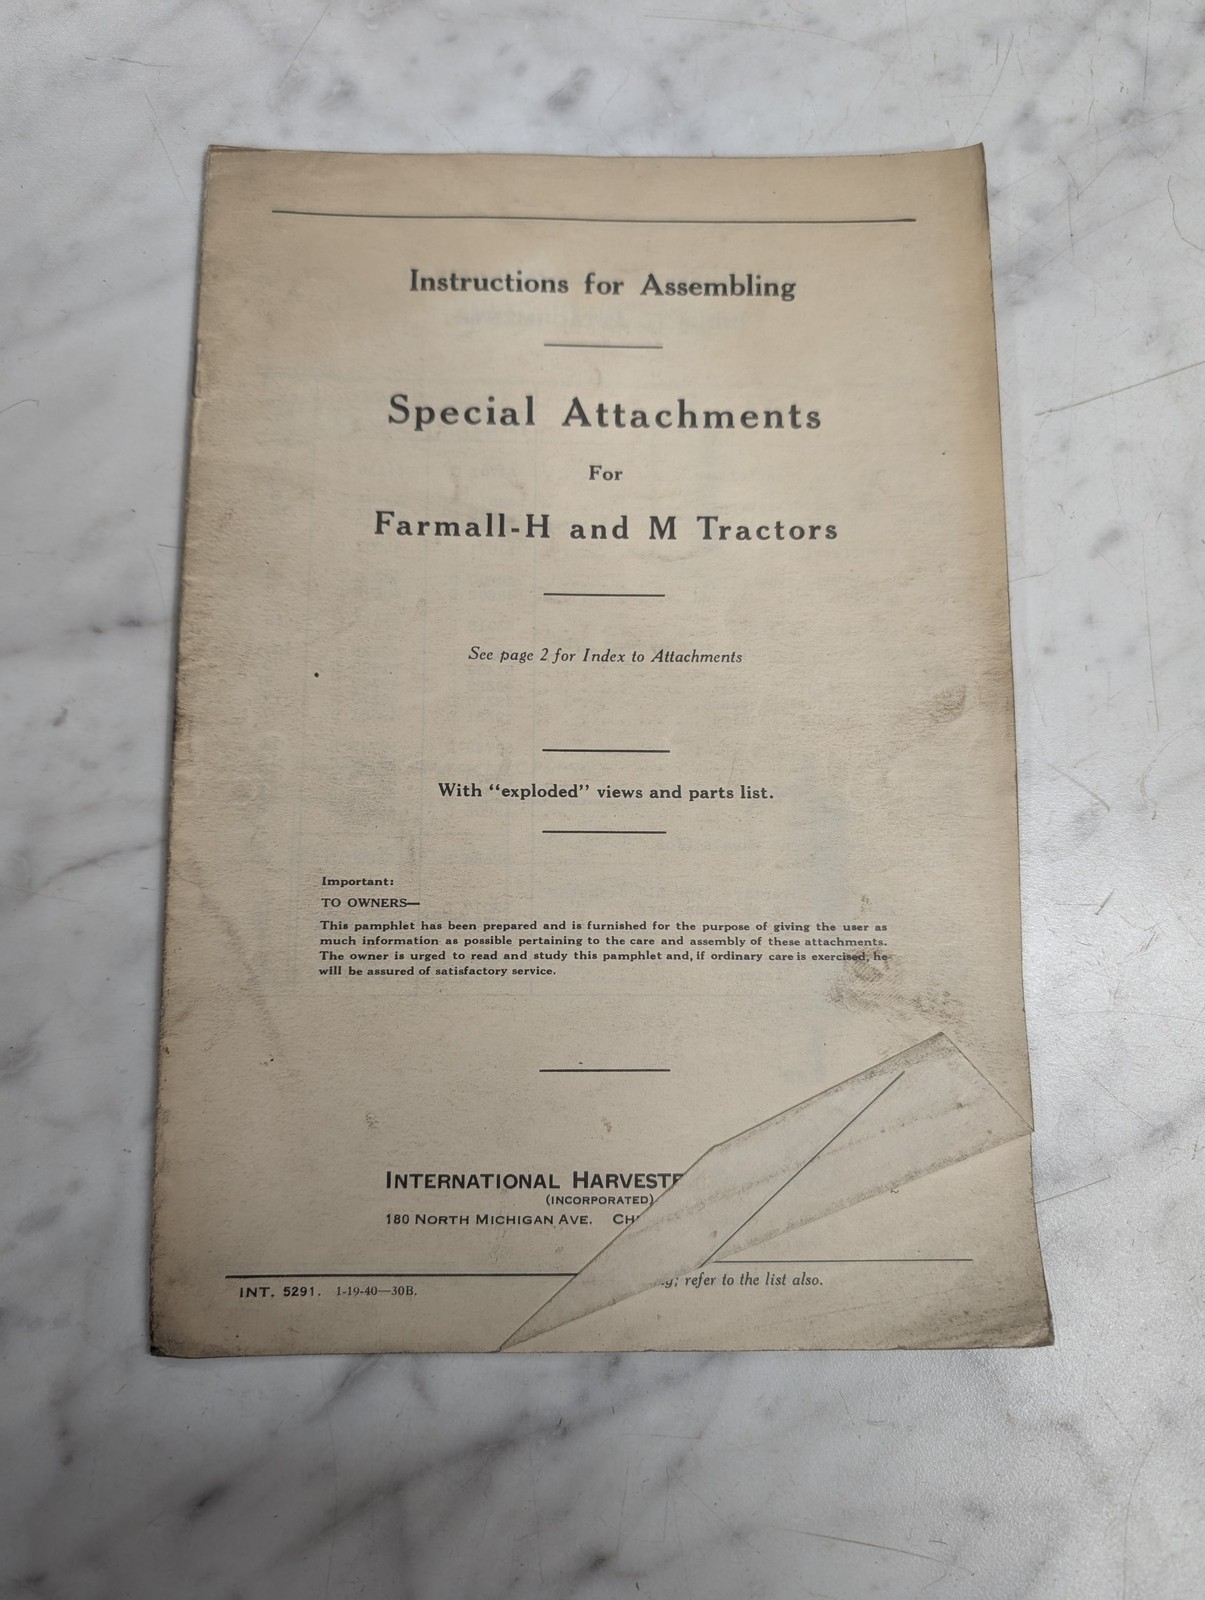 Instructions for Assembling
Special Attachments
For
Farmall-H and M Tractors
See page 2 for Index to Attachments
With “exploded” views and parts list.
Important:
TO OWNERS—
This pamphlet has been prepared and is furnished for the purpose of giving the user as
much information as possible pertaining to the care and assembly of these attachments.
The owner is urged to read and study this pamphlet and, if ordinary care is exercised, he
will be assured of satisfactory service.
INTERNATIONAL
(INCORPORATED)
180 NORTH MICHIGAN AVE.
refer to the list also.
INT. 5291. 1-19-40—30B.